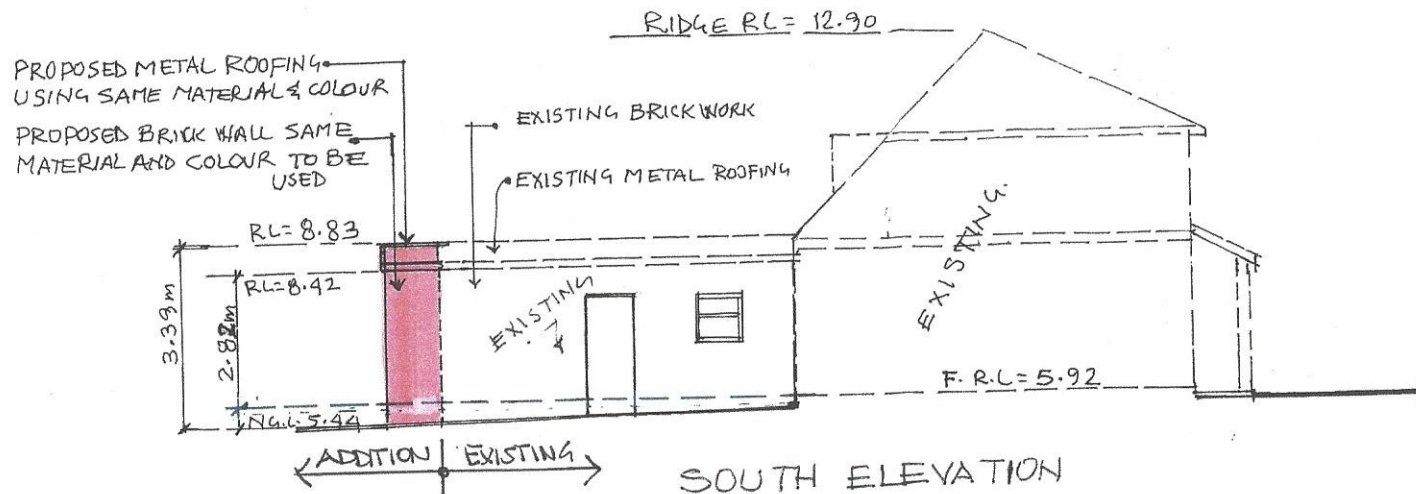 RIDGE RL= 12.90
PROPOSED METAL ROOFING
USING SAME MATERIAL & COLOUR
PROPOSED BRICK WALL SAME
MATERIAL AND COLOUR TO BE
USED
EXISTING BRICKWORK
EXISTING METAL ROOFING
RL= 8.83
RL=8.42
3.39m
EXISTING
EXISTING
F. R.L= 5.92
N.G.L. 5.44
ADDITION
EXISTING
SOUTH ELEVATION